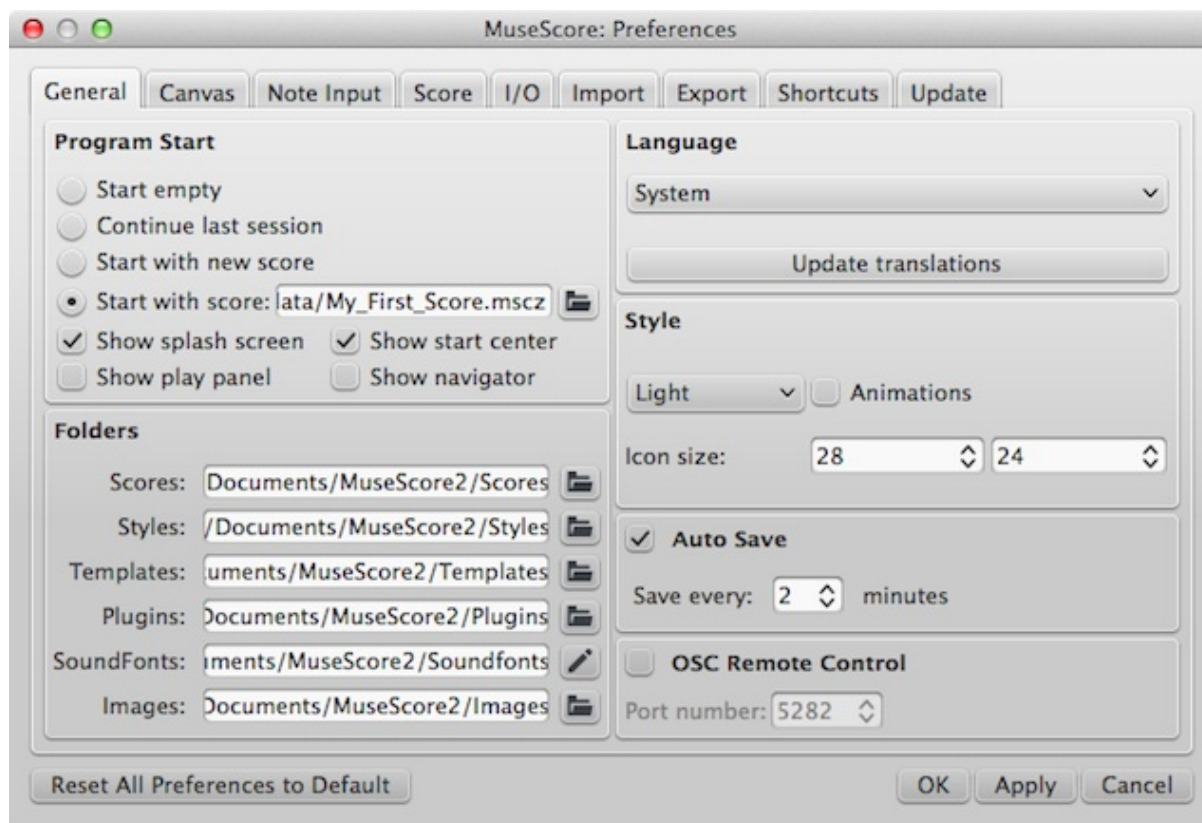 MuseScore: Preferences
General Canvas Note Input Score I/O Import Export Shortcuts Update
Program Start
Start empty
Continue last session
Start with new score
Start with score: lata/My_First_Score.mscz
Show splash screen Show start center
Show play panel Show navigator
Folders
Scores: Documents/MuseScore2/Scores
Styles: /Documents/MuseScore2/Styles
Templates: uments/MuseScore2/Templates
Plugins: Documents/MuseScore2/Plugins
SoundFonts: ments/MuseScore2/Soundfonts
Images: Documents/MuseScore2/Images
Language
System
Update translations
Style
Light Animations
Icon size: 28 24
Auto Save
Save every: 2 minutes
OSC Remote Control
Port number: 5282
Reset All Preferences to Default OK Apply Cancel